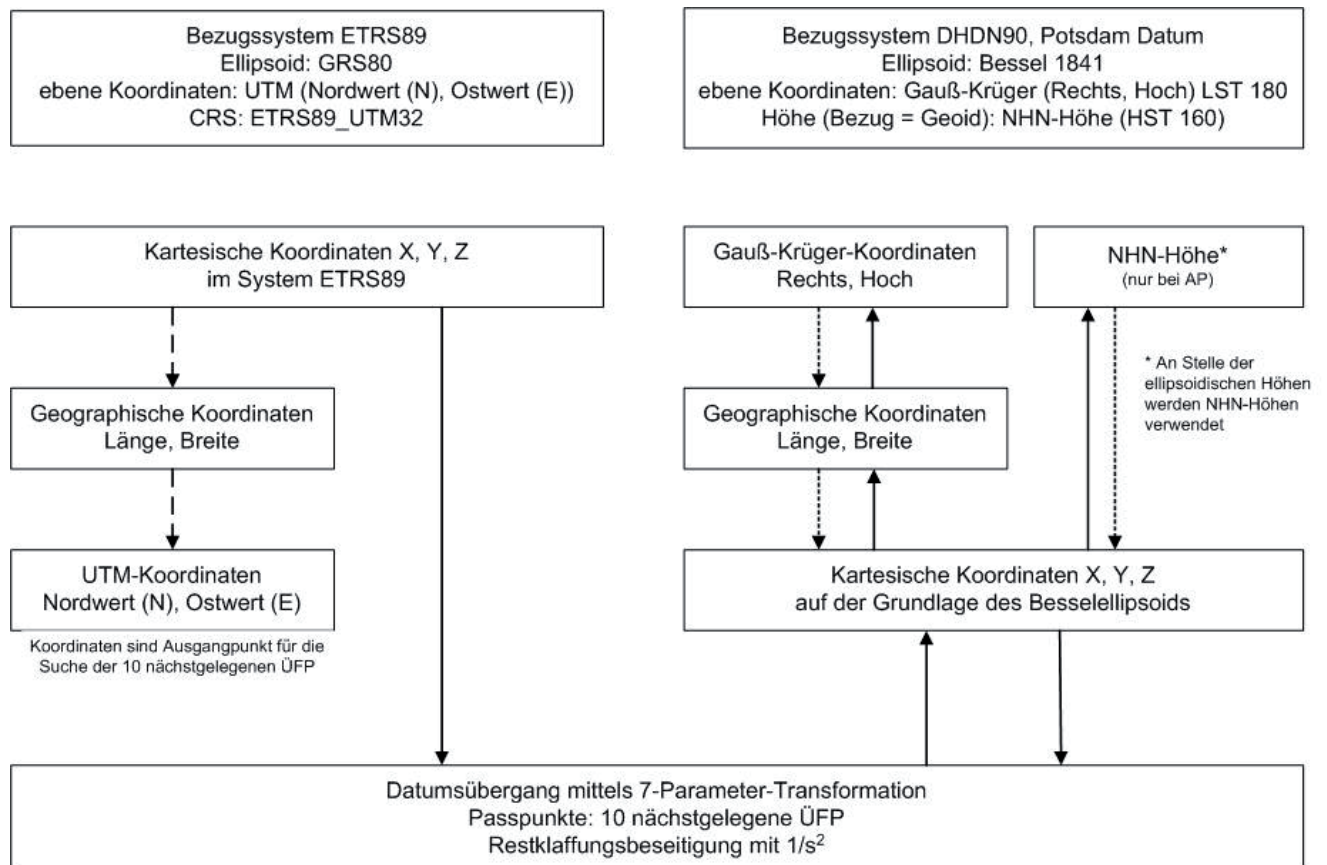 Bezugssystem ETRS89
Ellipsoid: GRS80
ebene Koordinaten: UTM (Nordwert (N), Ostwert (E))
CRS: ETRS89_UTM32
Bezugssystem DHDN90, Potsdam Datum
Ellipsoid: Bessel 1841
ebene Koordinaten: Gauß-Krüger (Rechts, Hoch) LST 180
Höhe (Bezug = Geoid): NHN-Höhe (HST 160)
Kartesische Koordinaten X, Y, Z
im System ETRS89
Gauß-Krüger-Koordinaten
Rechts, Hoch
NHN-Höhe*
(nur bei AP)
* An Stelle der
ellipsoidischen Höhen
werden NHN-Höhen
verwendet
Geographische Koordinaten
Länge, Breite
Geographische Koordinaten
Länge, Breite
UTM-Koordinaten
Nordwert (N), Ostwert (E)
Koordinaten sind Ausgangpunkt für die
Suche der 10 nächstgelegenen ÜFP
Kartesische Koordinaten X, Y, Z
auf der Grundlage des Besselellipsoids
Datumsübergang mittels 7-Parameter-Transformation
Passpunkte: 10 nächstgelegene ÜFP
Restklaffungsbeseitigung mit 1/s²